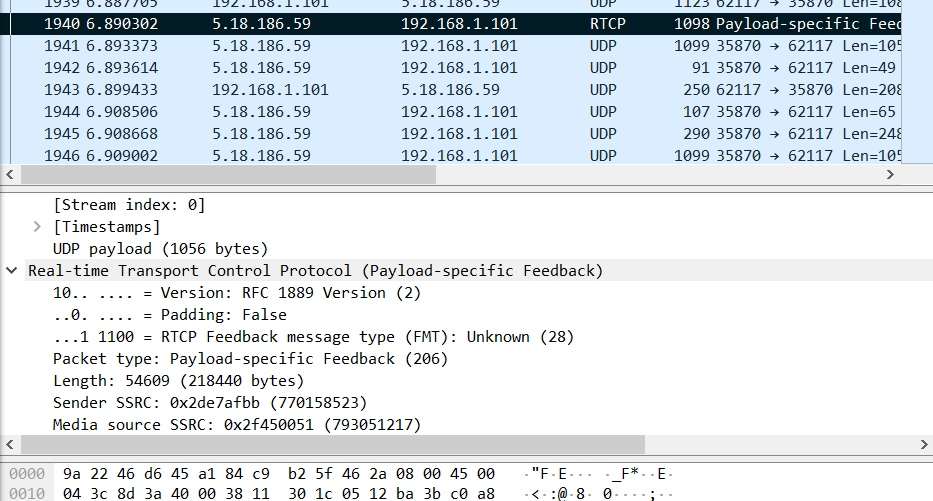 1939 6.887705 192.168.1.101 5.18.186.59 UDP 1123 62117 → 35870 Len=108
1940 6.890302 5.18.186.59 192.168.1.101 RTCP 1098 Payload-specific Feed
1941 6.893373 5.18.186.59 192.168.1.101 UDP 1099 35870 → 62117 Len=105
1942 6.893614 5.18.186.59 192.168.1.101 UDP 91 35870 → 62117 Len=49
1943 6.899433 192.168.1.101 5.18.186.59 UDP 250 62117 → 35870 Len=208
1944 6.908506 5.18.186.59 192.168.1.101 UDP 107 35870 → 62117 Len=65
1945 6.908668 5.18.186.59 192.168.1.101 UDP 290 35870 → 62117 Len=248
1946 6.909002 5.18.186.59 192.168.1.101 UDP 1099 35870 → 62117 Len=105
[Stream index: 0]
[Timestamps]
UDP payload (1056 bytes)
Real-time Transport Control Protocol (Payload-specific Feedback)
10.. .... = Version: RFC 1889 Version (2)
..0. .... = Padding: False
...1 1100 = RTCP Feedback message type (FMT): Unknown (28)
Packet type: Payload-specific Feedback (206)
Length: 54609 (218440 bytes)
Sender SSRC: 0x2de7afbb (770158523)
Media source SSRC: 0x2f450051 (793051217)
0000 9a 22 46 d6 45 a1 84 c9 b2 5f 46 2a 08 00 45 00 ·"F·E··· ·_F*··E·
0010 04 3c 8d 3a 40 00 38 11 30 1c 05 12 ba 3b c0 a8 ·<·:@·8· 0····;··